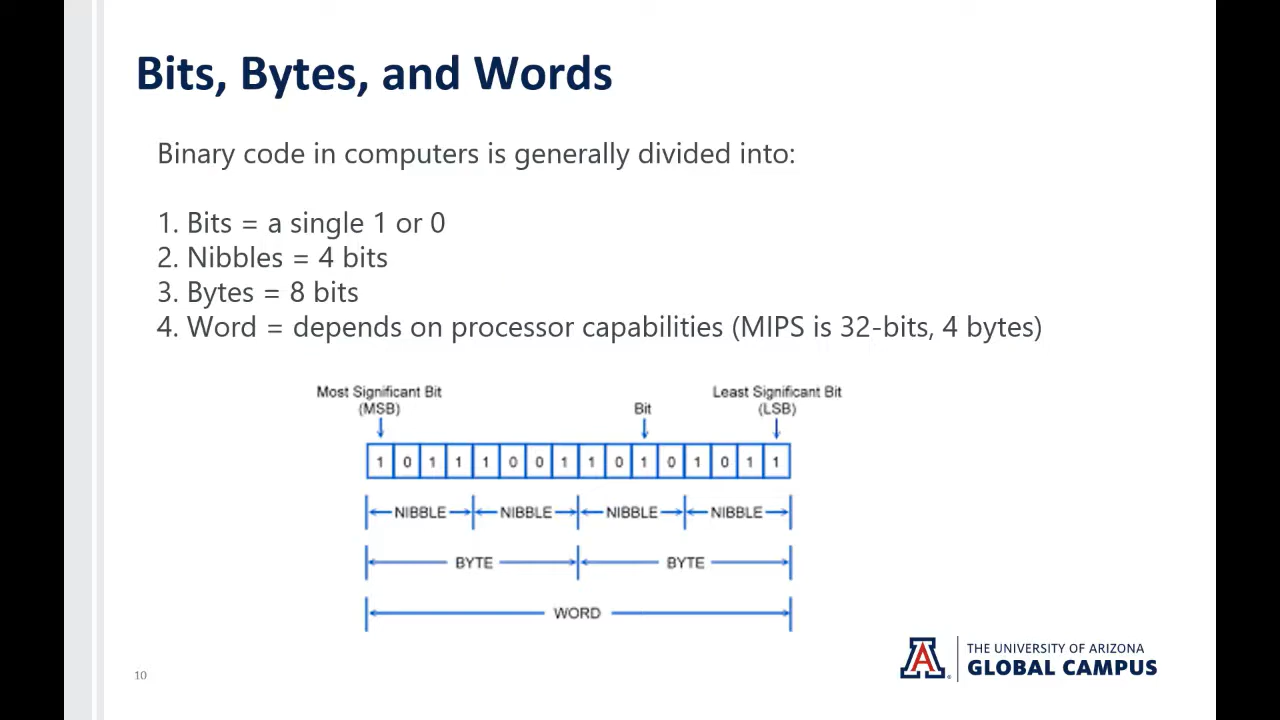 Bits, Bytes, and Words
Binary code in computers is generally divided into:
1. Bits = a single 1 or 0
2. Nibbles = 4 bits
3. Bytes = 8 bits
4. Word = depends on processor capabilities (MIPS is 32-bits, 4 bytes)
Most Significant Bit
(MSB)
Bit
Least Significant Bit
(LSB)
1 0 1 1 1 0 0 1 1 0 1 0 1 0 1 1
NIBBLE NIBBLE NIBBLE NIBBLE
BYTE BYTE
WORD
10
THE UNIVERSITY OF ARIZONA
GLOBAL CAMPUS